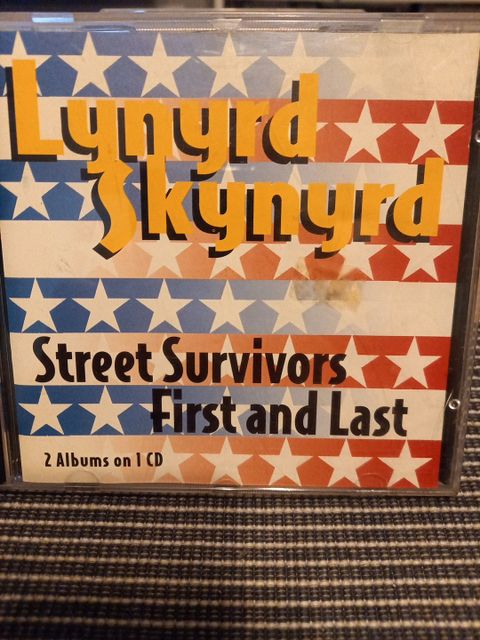 Lynyrd
Skynyrd
Street Survivors
First and Last
2 Albums on 1 CD